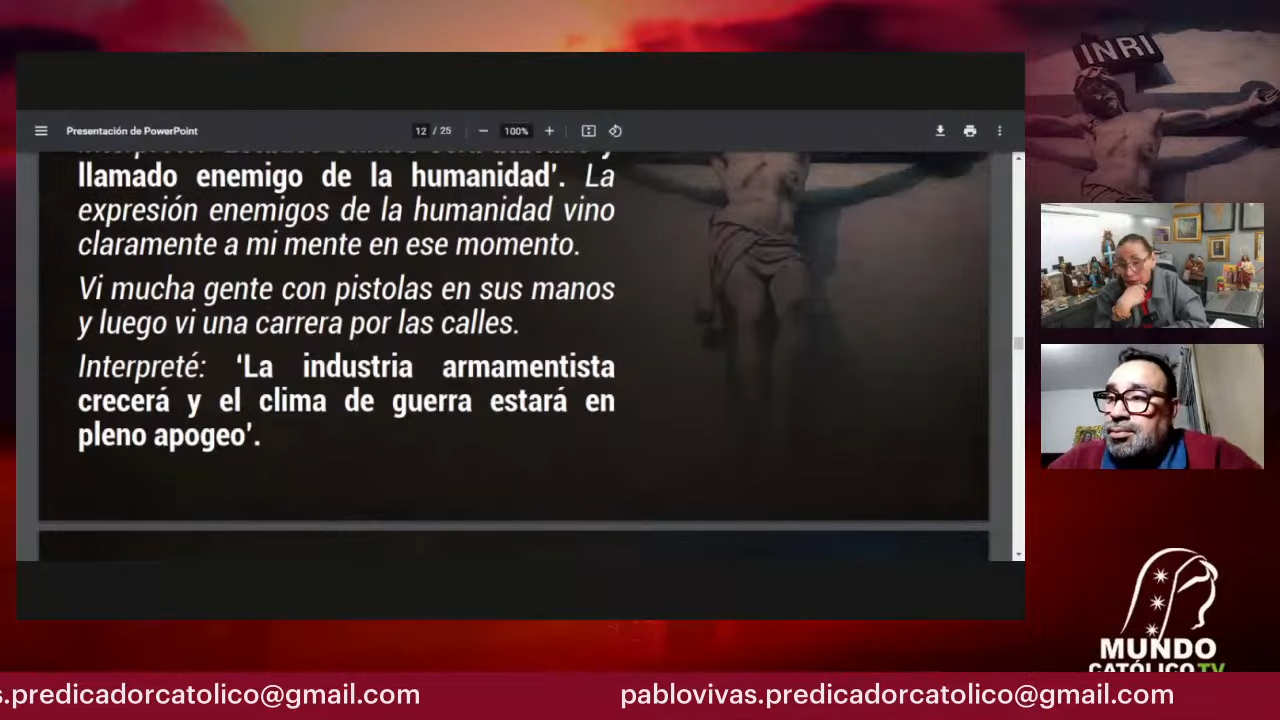 INRI
Presentación de PowerPoint
12 / 25
100%
llamado enemigo de la humanidad’. La
expresión enemigos de la humanidad vino
claramente a mi mente en ese momento.
Vi mucha gente con pistolas en sus manos
y luego vi una carrera por las calles.
Interpreté: ‘La industria armamentista
crecerá y el clima de guerra estará en
pleno apogeo’.
MUNDO
CATÓLICO TV
s.predicadorcatolico@gmail.com
pablovivas.predicadorcatolico@gmail.com